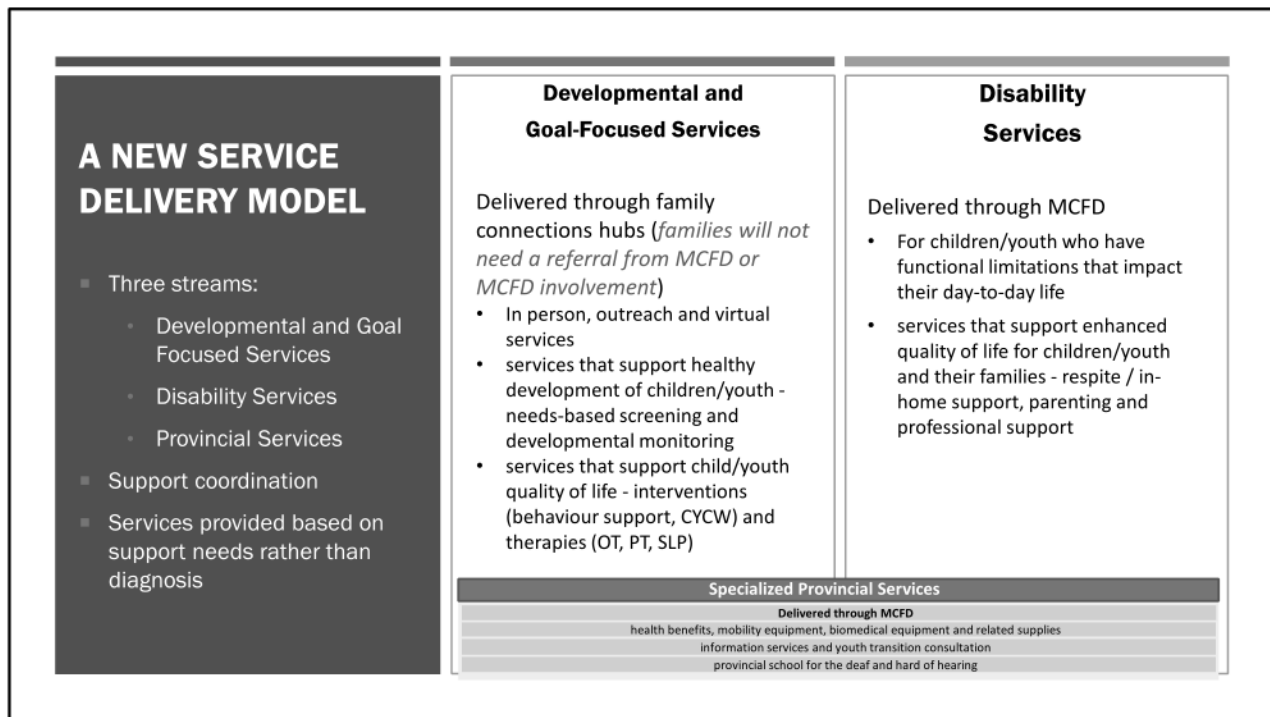 A NEW SERVICE
DELIVERY MODEL
▪ Three streams:
• Developmental and Goal
Focused Services
• Disability Services
• Provincial Services
▪ Support coordination
▪ Services provided based on
support needs rather than
diagnosis
Developmental and
Goal-Focused Services
Delivered through family
connections hubs (families will not
need a referral from MCFD or
MCFD involvement)
• In person, outreach and virtual
services
• services that support healthy
development of children/youth -
needs-based screening and
developmental monitoring
• services that support child/youth
quality of life - interventions
(behaviour support, CYCW) and
therapies (OT, PT, SLP)
Disability
Services
Delivered through MCFD
• For children/youth who have
functional limitations that impact
their day-to-day life
• services that support enhanced
quality of life for children/youth
and their families - respite / in-
home support, parenting and
professional support
Specialized Provincial Services
Delivered through MCFD
health benefits, mobility equipment, biomedical equipment and related supplies
information services and youth transition consultation
provincial school for the deaf and hard of hearing